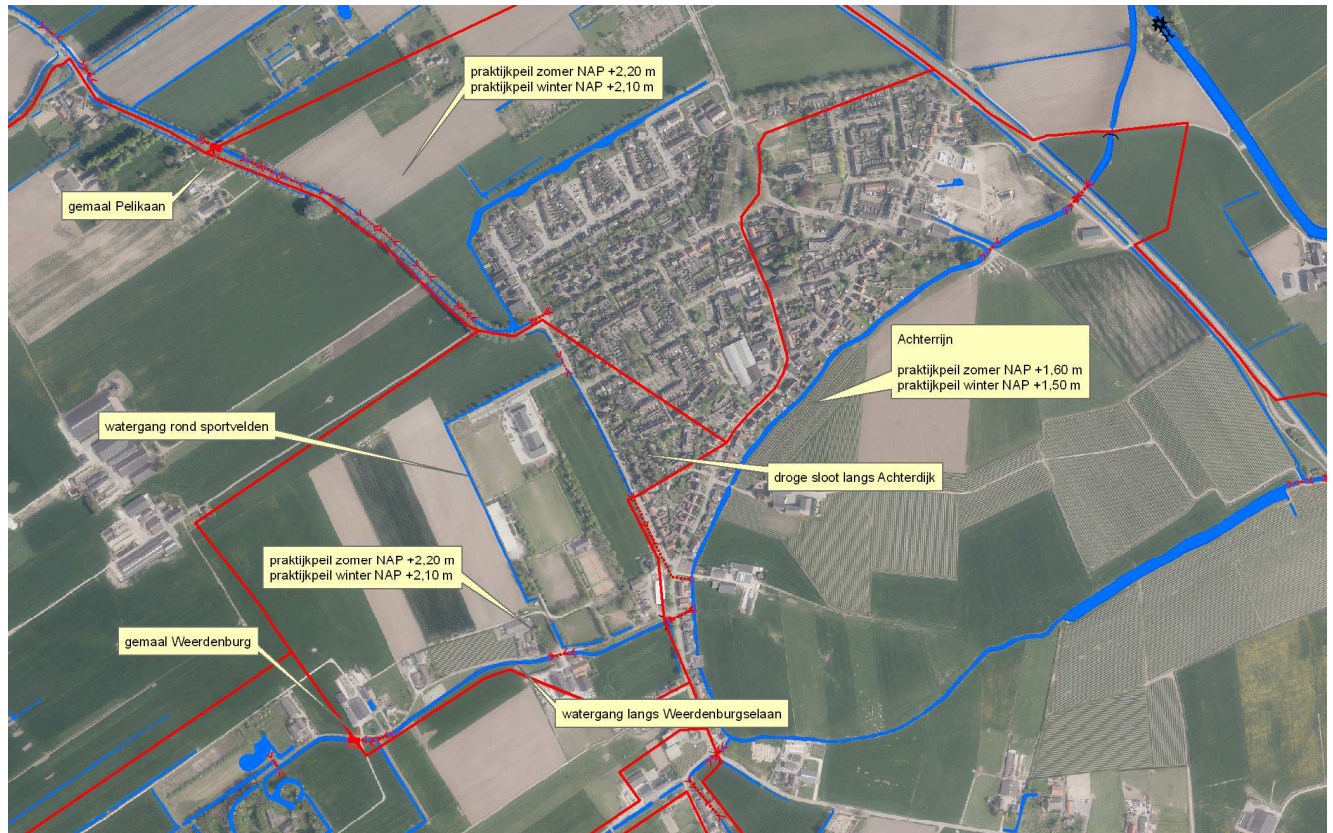 praktijkpeil zomer NAP +2,20 m
praktijkpeil winter NAP +2,10 m
gemaal Pelikaan
Achterrijn
praktijkpeil zomer NAP +1,60 m
praktijkpeil winter NAP +1,50 m
watergang rond sportvelden
droge sloot langs Achterdijk
praktijkpeil zomer NAP +2,20 m
praktijkpeil winter NAP +2,10 m
gemaal Weerdenburg
watergang langs Weerdenburgselaan